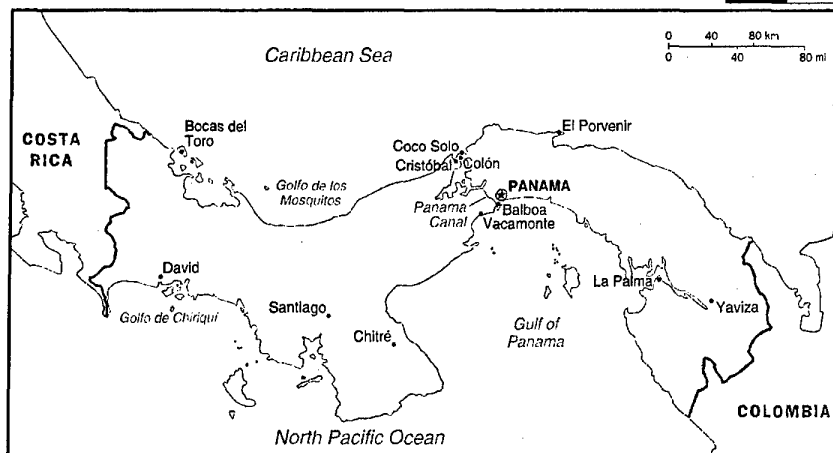 Caribbean Sea
0 40 80 km
0 40 80 mi
COSTA
RICA
Bocas del
Toro
Golfo de los
Mosquitos
Coco Solo
Cristóbal
Colón
El Porvenir
PANAMA
Panama
Canal
Balboa
Vacamonte
David
Golfo de Chiriquí
Santiago
Chitré
Gulf of
Panama
La Palma
Yaviza
COLOMBIA
North Pacific Ocean